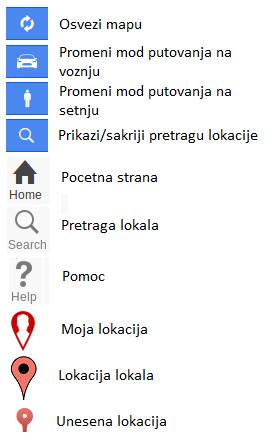 Osvezi mapu
Promeni mod putovanja na
voznju
Promeni mod putovanja na
setnju
Prikazi/sakriji pretragu lokacije
Home
Pocetna strana
Search
Pretraga lokala
Help
Pomoc
Moja lokacija
Lokacija lokala
Unesena lokacija